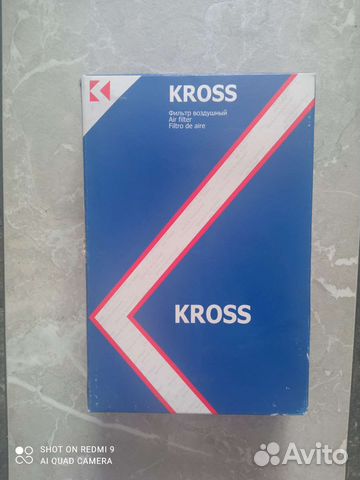 KROSS
Фильтр воздушный
Air filter
Filtro de aire
KROSS
SHOT ON REDMI 9
AI QUAD CAMERA
Avito